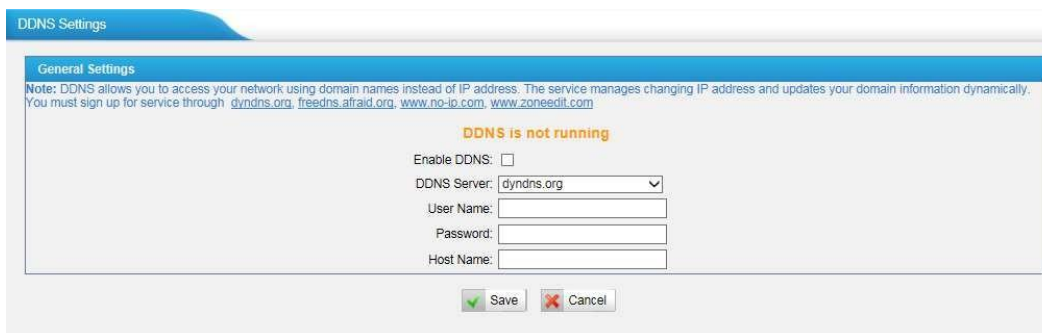 DDNS Settings
General Settings
Note: DDNS allows you to access your network using domain names instead of IP address. The service manages changing IP address and updates your domain information dynamically.
You must sign up for service through dyndns.org, freedns.afraid.org, www.no-ip.com, www.zoneedit.com
DDNS is not running
Enable DDNS:
DDNS Server: dyndns.org
User Name:
Password:
Host Name:
Save Cancel